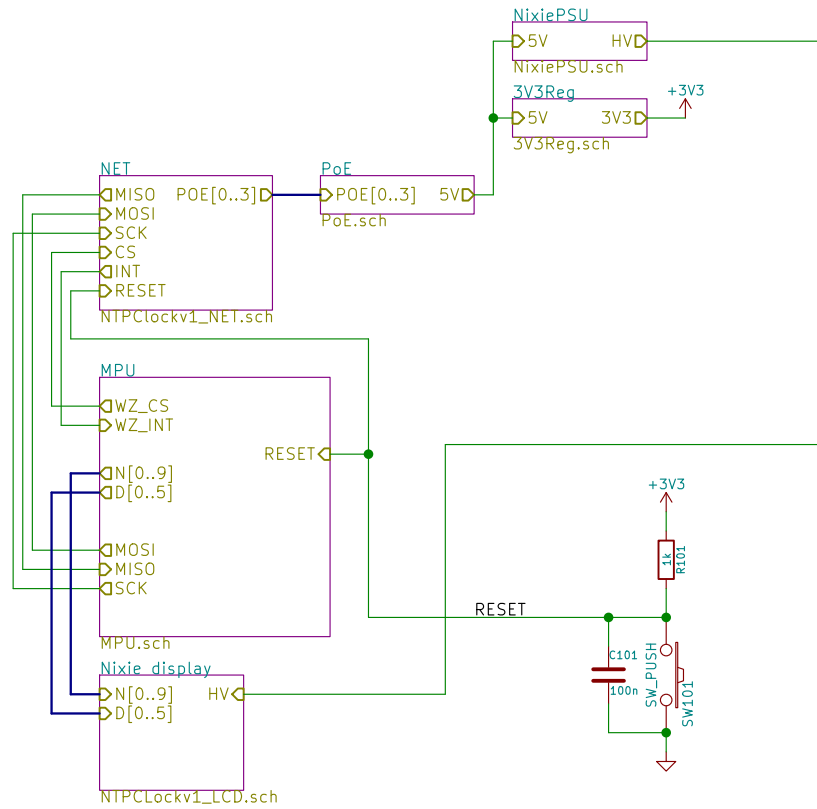 NixiePSU
5V HV
NixiePSU.sch
3V3Reg
+3V3
5V 3V3
3V3Reg.sch
NET
MISO POE[0..3]
MOSI
SCK
CS
INT
RESET
NTPClockv1_NET.sch
PoE
POE[0..3] 5V
PoE.sch
MPU
WZ_CS
WZ_INT
RESET
N[0..9]
D[0..5]
MOSI
MISO
SCK
MPU.sch
+3V3
1k
R101
RESET
C101
100n
SW_PUSH
SW101
Nixie display
N[0..9] HV
D[0..5]
NTPCLockv1_LCD.sch